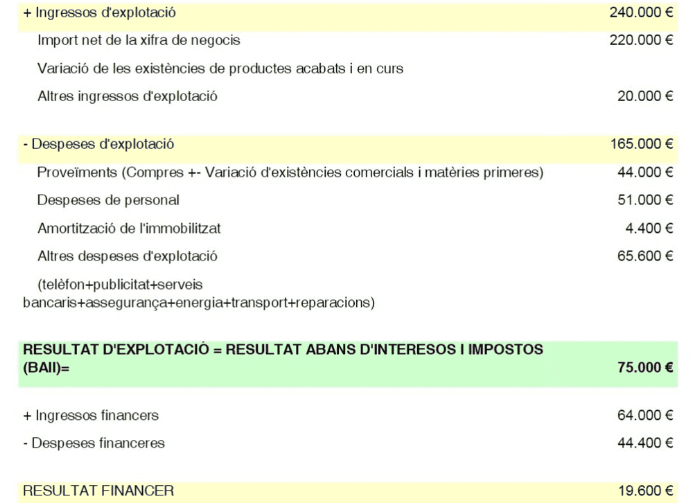 + Ingressos d'explotació 240.000 €
Import net de la xifra de negocis 220.000 €
Variació de les existències de productes acabats i en curs
Altres ingressos d'explotació 20.000 €
- Despeses d'explotació 165.000 €
Proveïments (Compres +- Variació d'existències comercials i matèries primeres) 44.000 €
Despeses de personal 51.000 €
Amortització de l'immobilitzat 4.400 €
Altres despeses d'explotació 65.600 €
(telèfon+publicitat+serveis
bancaris+assegurança+energia+transport+reparacions)
RESULTAT D'EXPLOTACIÓ = RESULTAT ABANS D'INTERESOS I IMPOSTOS
(BAII)= 75.000 €
+ Ingressos financers 64.000 €
- Despeses financeres 44.400 €
RESULTAT FINANCER 19.600 €